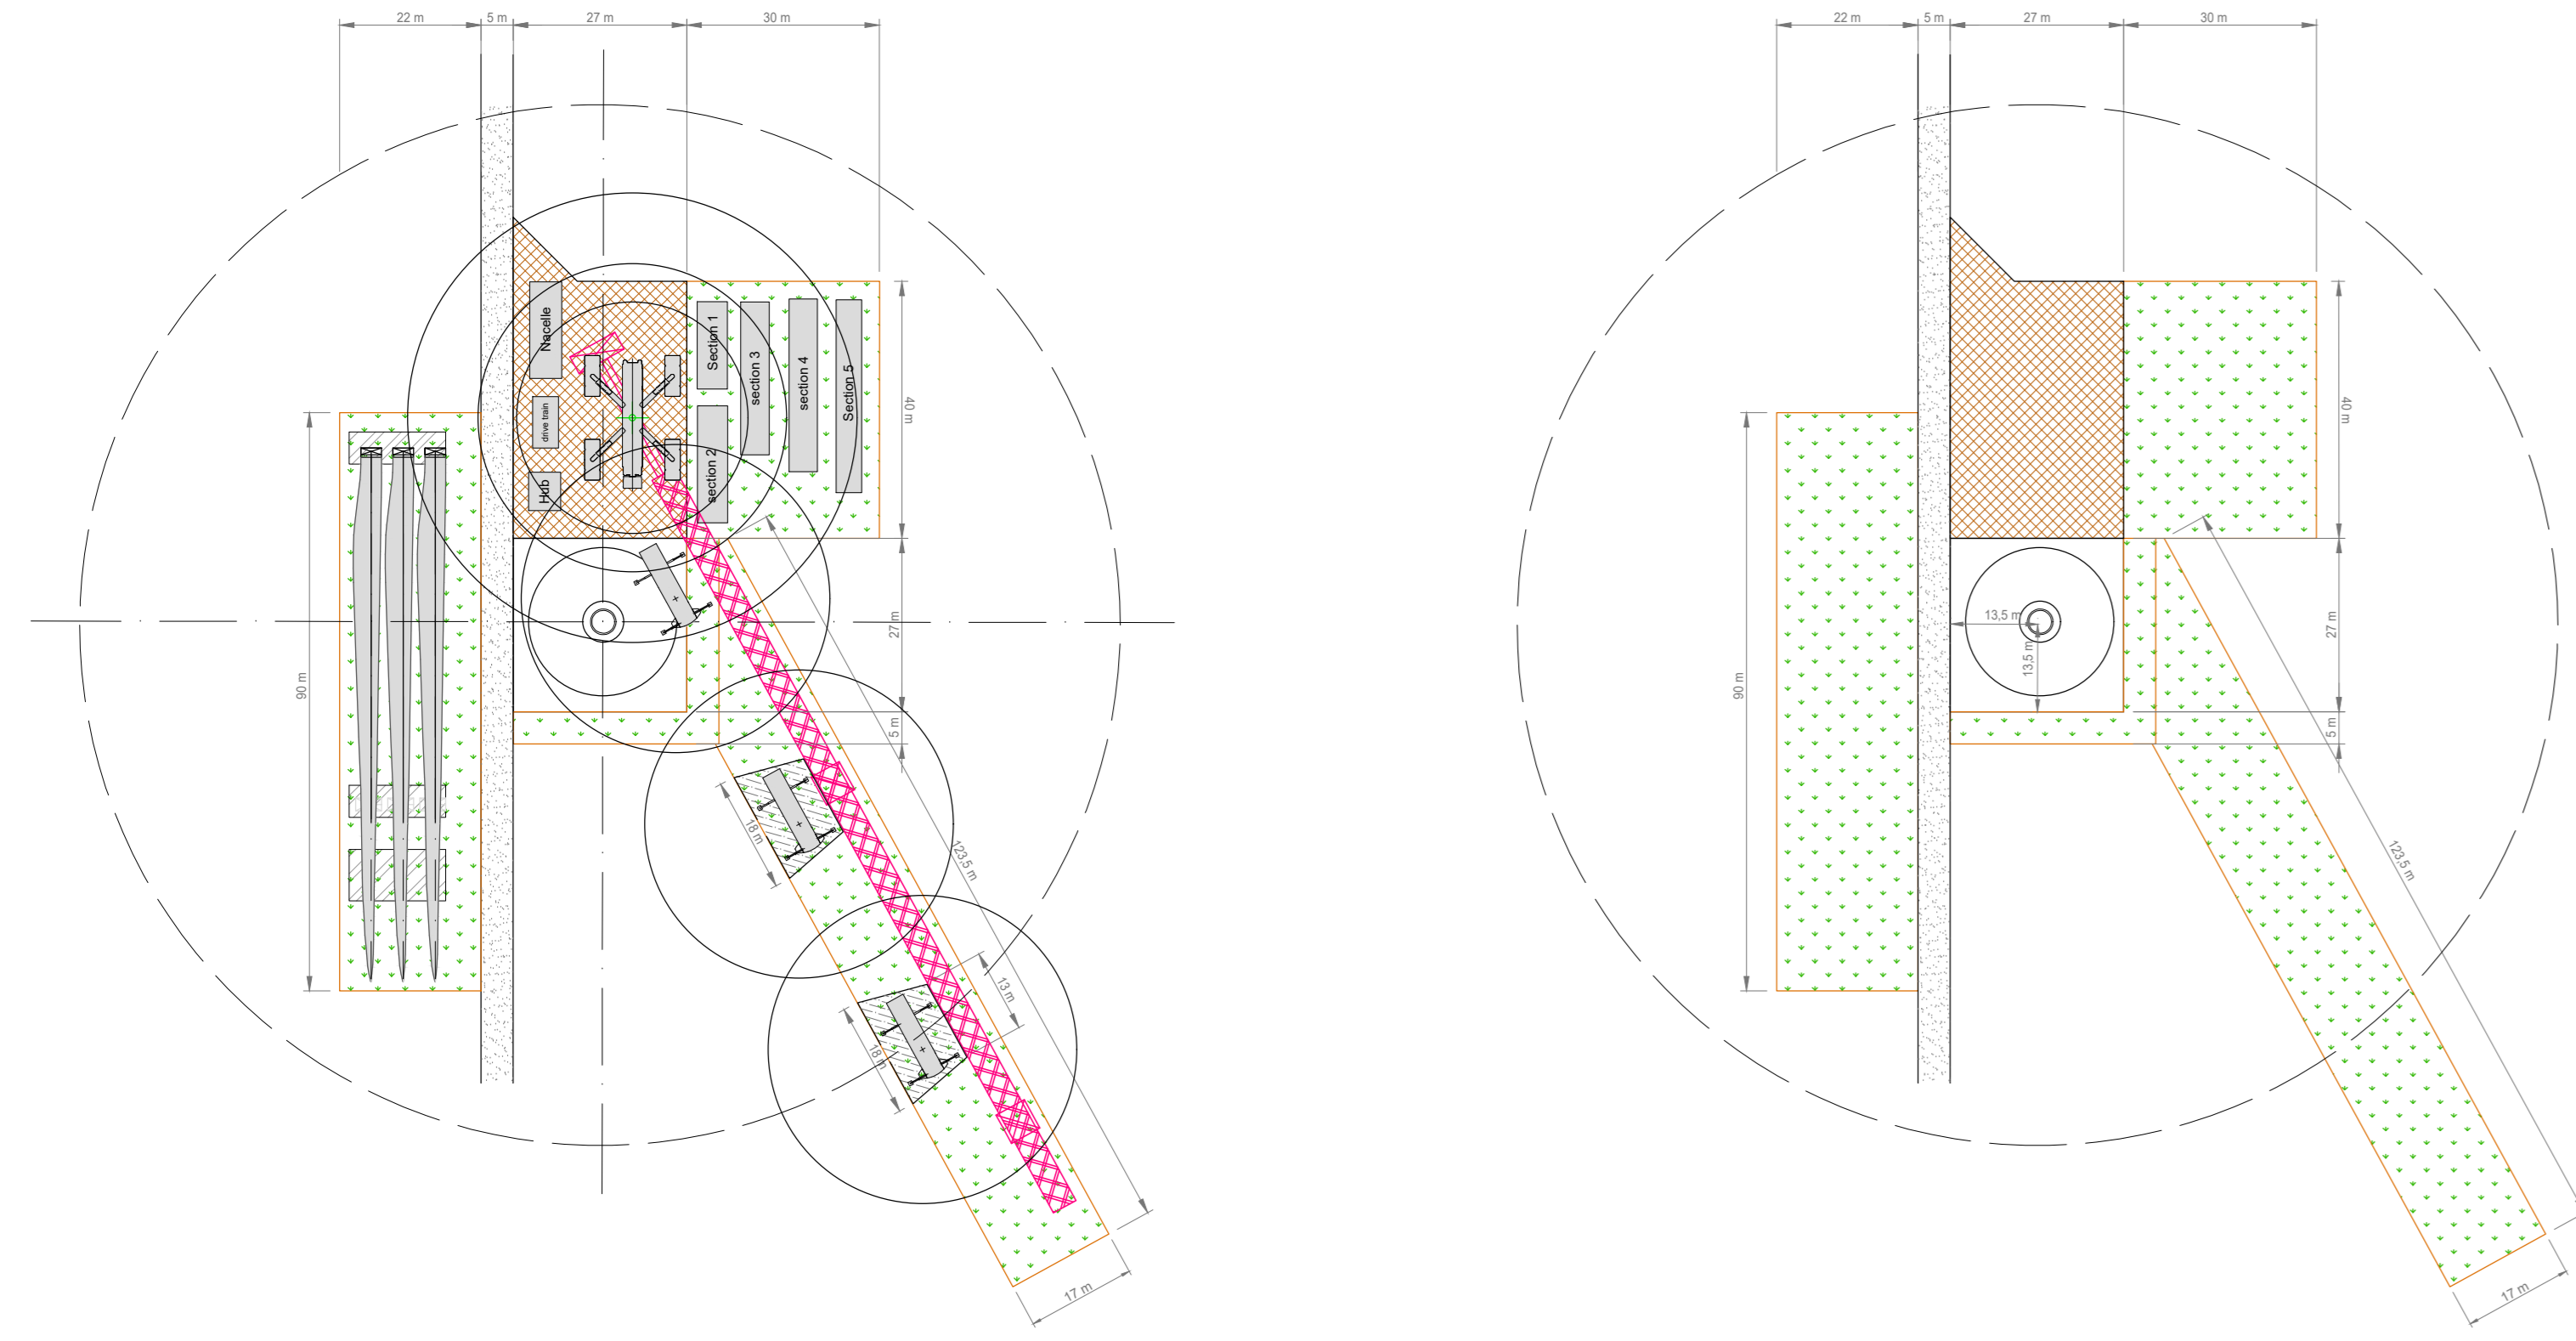 22 m
5 m
27 m
30 m
22 m
5 m
27 m
30 m
Nacelle
drive train
Hub
Section 1
section 2
section 3
section 4
Section 5
40 m
27 m
5 m
90 m
123,5 m
18 m
18 m
13 m
17 m
40 m
27 m
5 m
90 m
13,5 m
13,5 m
123,5 m
17 m